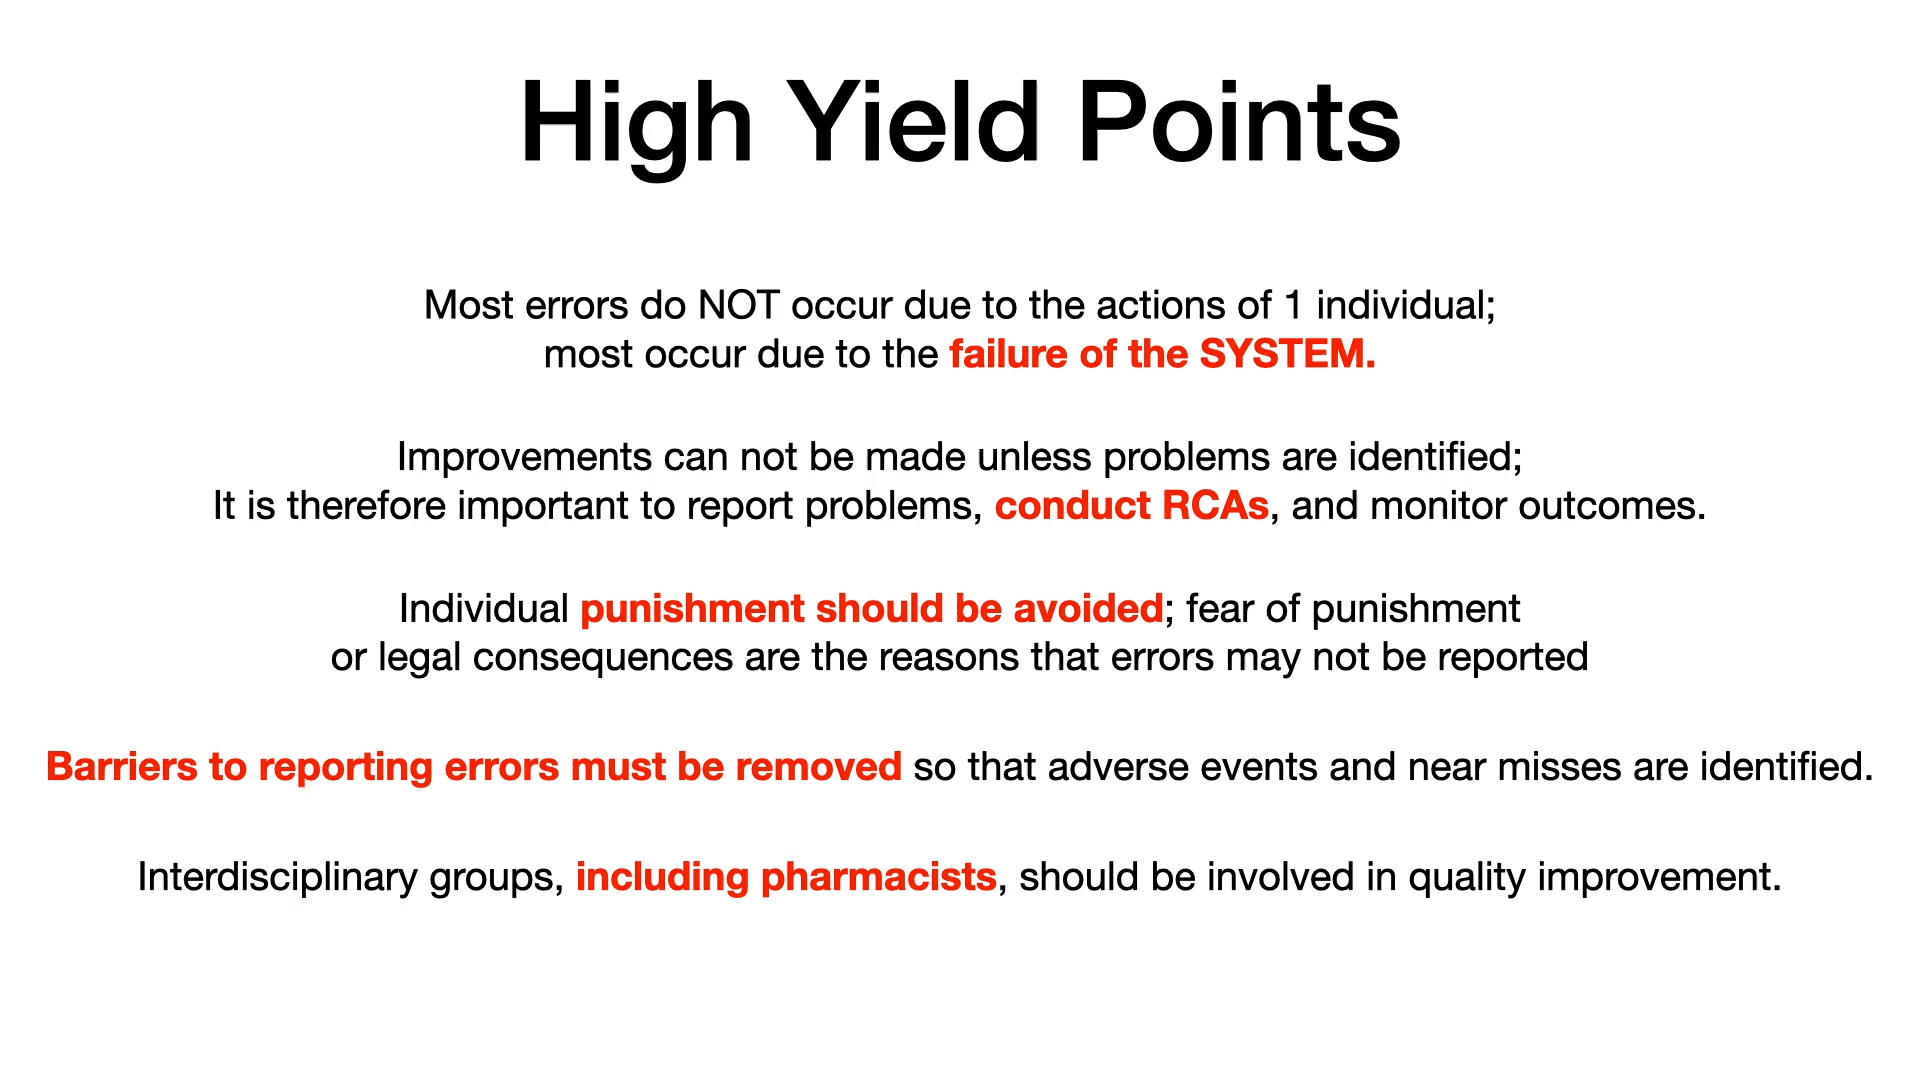 High Yield Points
Most errors do NOT occur due to the actions of 1 individual;
most occur due to the failure of the SYSTEM.
Improvements can not be made unless problems are identified;
It is therefore important to report problems, conduct RCAs, and monitor outcomes.
Individual punishment should be avoided; fear of punishment
or legal consequences are the reasons that errors may not be reported
Barriers to reporting errors must be removed so that adverse events and near misses are identified.
Interdisciplinary groups, including pharmacists, should be involved in quality improvement.